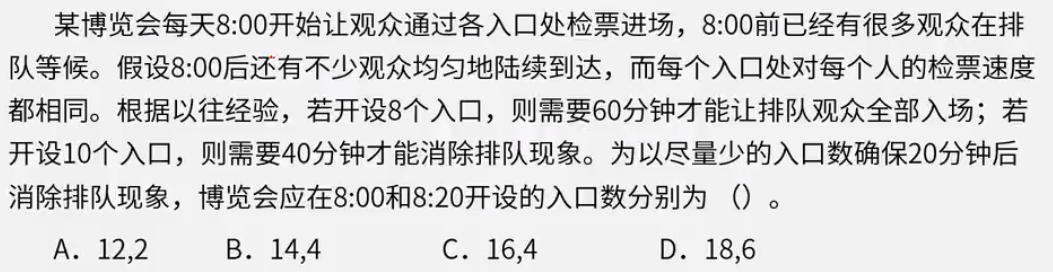 某博览会每天8:00开始让观众通过各入口处检票进场，8:00前已经有很多观众在排
队等候。假设8:00后还有不少观众均匀地陆续到达，而每个入口处对每个人的检票速度
都相同。根据以往经验，若开设8个入口，则需要60分钟才能让排队观众全部入场；若
开设10个入口，则需要40分钟才能消除排队现象。为以尽量少的入口数确保20分钟后
消除排队现象，博览会应在8:00和8:20开设的入口数分别为 （）。
A．12,2 B．14,4 C．16,4 D．18,6